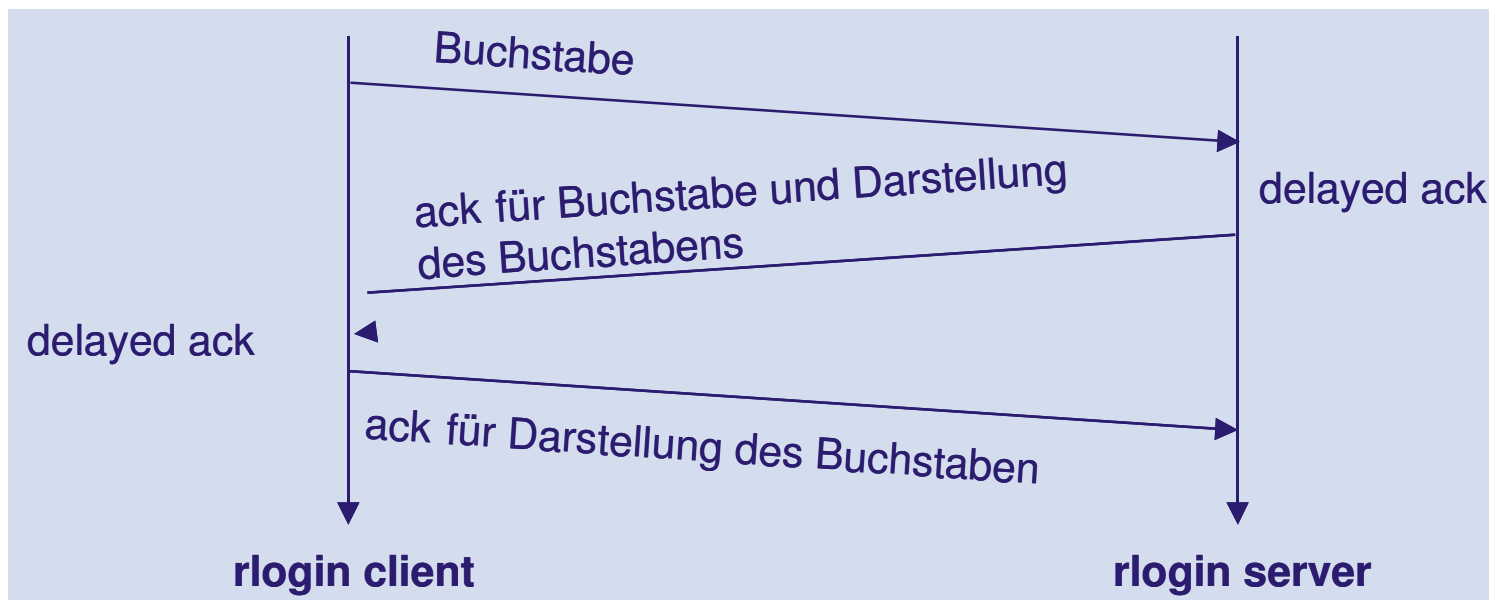 Buchstabe
ack für Buchstabe und Darstellung
des Buchstabens
delayed ack
delayed ack
ack für Darstellung des Buchstaben
rlogin client
rlogin server